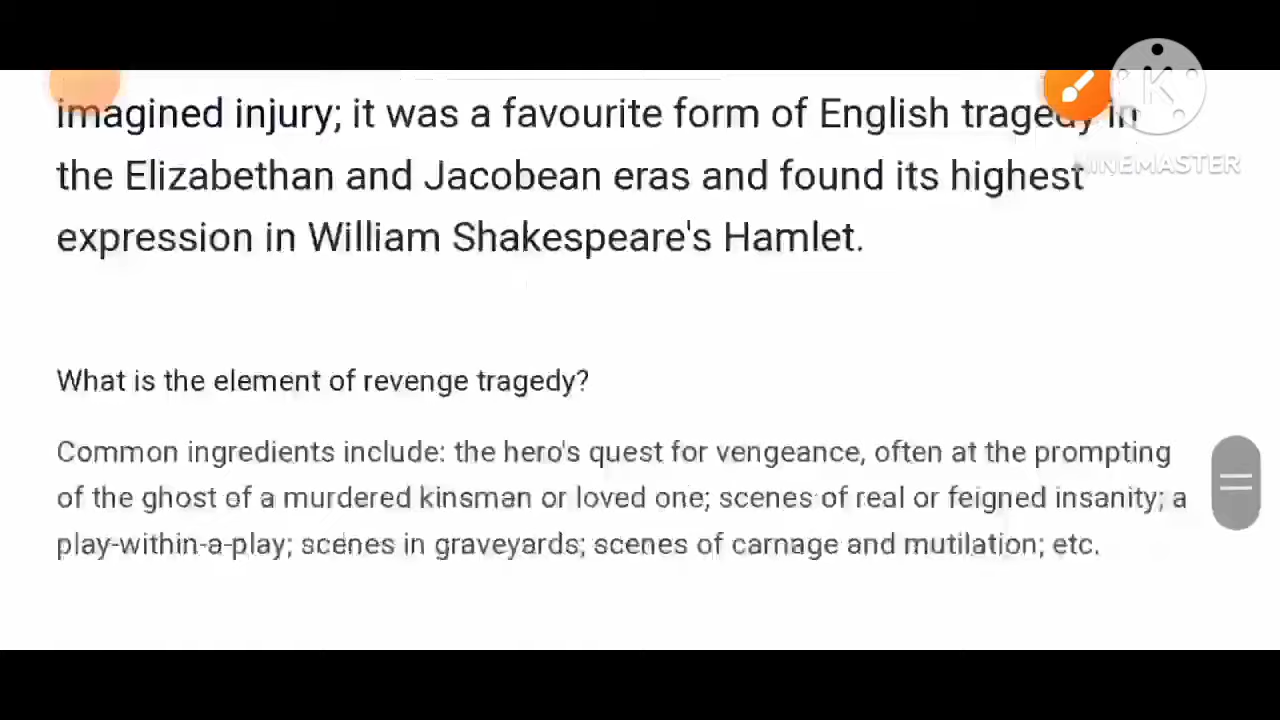 imagined injury; it was a favourite form of English tragedy in
the Elizabethan and Jacobean eras and found its highest
expression in William Shakespeare's Hamlet.
What is the element of revenge tragedy?
Common ingredients include: the hero's quest for vengeance, often at the prompting
of the ghost of a murdered kinsman or loved one; scenes of real or feigned insanity; a
play-within-a-play; scenes in graveyards; scenes of carnage and mutilation; etc.
K
KINEMASTER